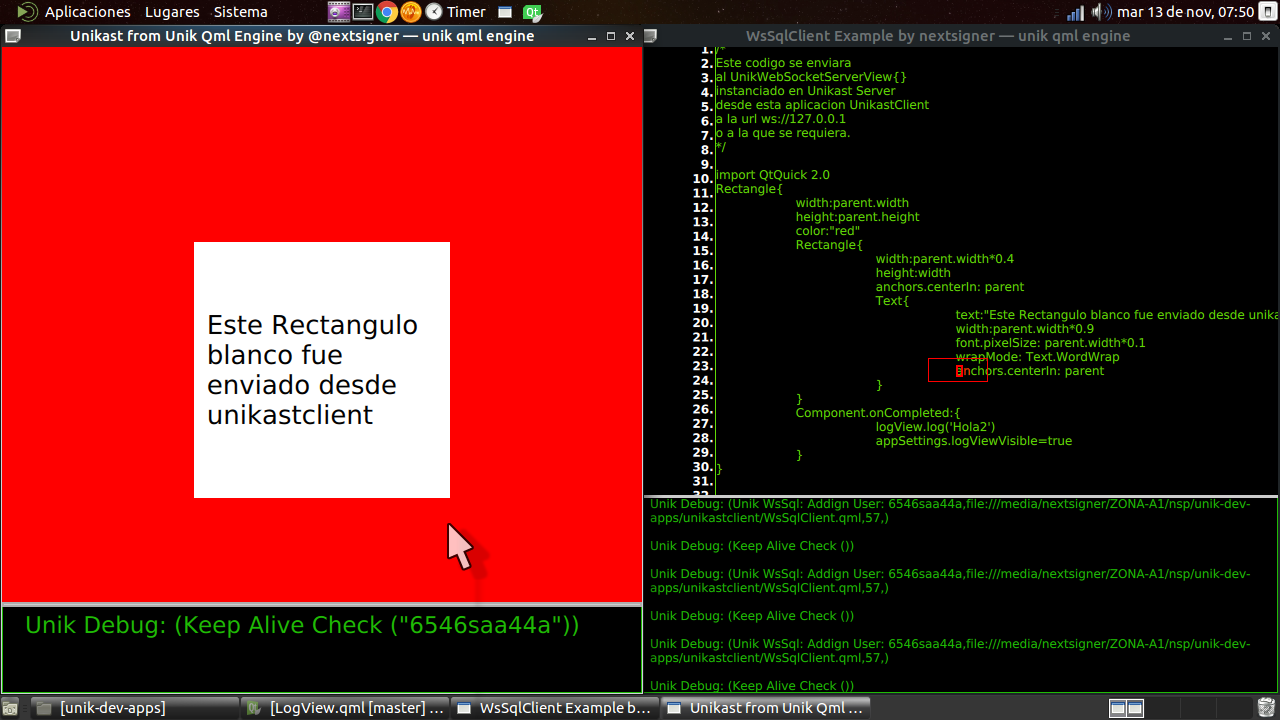 Aplicaciones Lugares Sistema Timer mar 13 de nov, 07:50
Unikast from Unik Qml Engine by @nextsigner — unik qml engine
Este Rectangulo
blanco fue
enviado desde
unikastclient
Unik Debug: (Keep Alive Check ("6546saa44a"))
WsSqlClient Example by nextsigner — unik qml engine
1. /*
2. Este codigo se enviara
3. al UnikWebSocketServerView{}
4. instanciado en Unikast Server
5. desde esta aplicacion UnikastClient
6. a la url ws://127.0.0.1
7. o a la que se requiera.
8. */
9.
10. import QtQuick 2.0
11. Rectangle{
12. width:parent.width
13. height:parent.height
14. color:"red"
15. Rectangle{
16. width:parent.width*0.4
17. height:width
18. anchors.centerIn: parent
19. Text{
20. text:"Este Rectangulo blanco fue enviado desde unika
21. width:parent.width*0.9
22. font.pixelSize: parent.width*0.1
23. wrapMode: Text.WordWrap
24. anchors.centerIn: parent
25. }
26. }
27. Component.onCompleted:{
28. logView.log('Hola2')
29. appSettings.logViewVisible=true
30. }
31. }
32.
Unik Debug: (Unik WsSql: Addign User: 6546saa44a,file:///media/nextsigner/ZONA-A1/nsp/unik-dev-
apps/unikastclient/WsSqlClient.qml,57,)
Unik Debug: (Keep Alive Check ())
Unik Debug: (Unik WsSql: Addign User: 6546saa44a,file:///media/nextsigner/ZONA-A1/nsp/unik-dev-
apps/unikastclient/WsSqlClient.qml,57,)
Unik Debug: (Keep Alive Check ())
Unik Debug: (Unik WsSql: Addign User: 6546saa44a,file:///media/nextsigner/ZONA-A1/nsp/unik-dev-
apps/unikastclient/WsSqlClient.qml,57,)
Unik Debug: (Keep Alive Check ())
[unik-dev-apps] [LogView.qml [master] ... WsSqlClient Example b... Unikast from Unik Qml ...